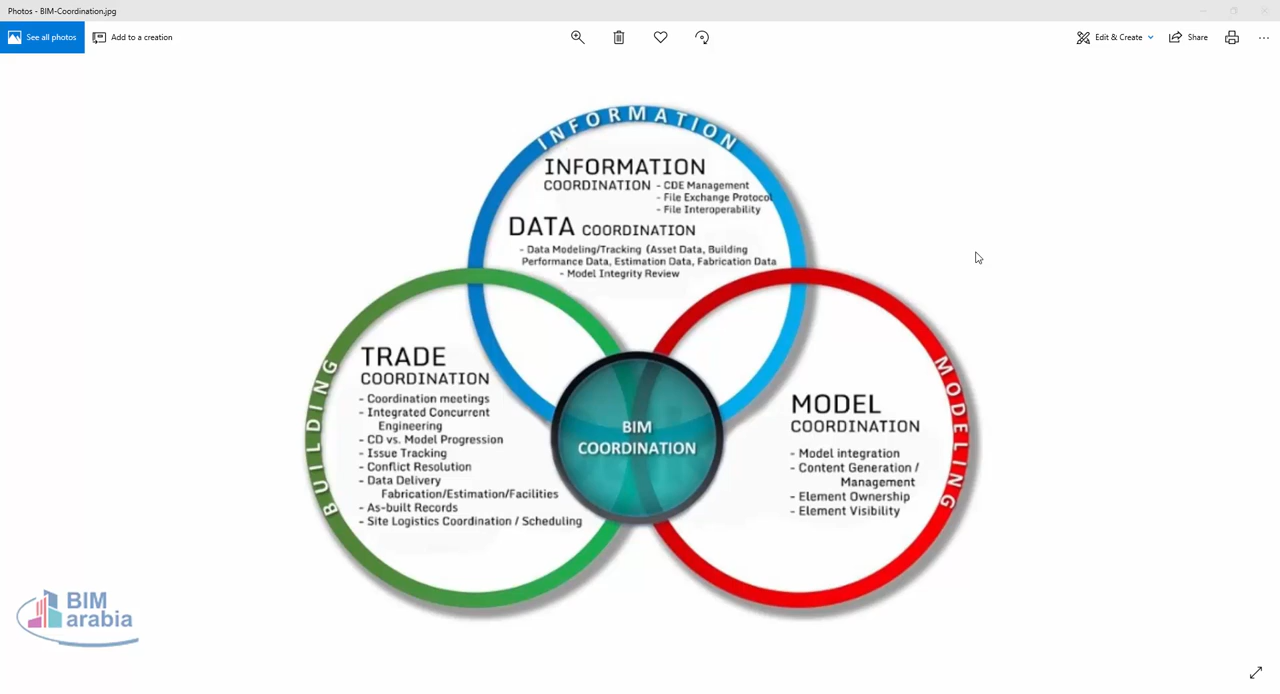 Photos - BIM-Coordination.jpg
See all photos
Add to a creation
Edit & Create
Share
INFORMATION
INFORMATION
COORDINATION - CDE Management
- File Exchange Protocol
- File Interoperability
DATA COORDINATION
- Data Modeling/Tracking (Asset Data, Building
Performance Data, Estimation Data, Fabrication Data
- Model Integrity Review
BUILDING
TRADE
COORDINATION
- Coordination meetings
- Integrated Concurrent
Engineering
- CD vs. Model Progression
- Issue Tracking
- Conflict Resolution
- Data Delivery
Fabrication/Estimation/Facilities
- As-built Records
- Site Logistics Coordination / Scheduling
BIM
COORDINATION
MODELING
MODEL
COORDINATION
- Model integration
- Content Generation /
Management
- Element Ownership
- Element Visibility
BIM
arabia